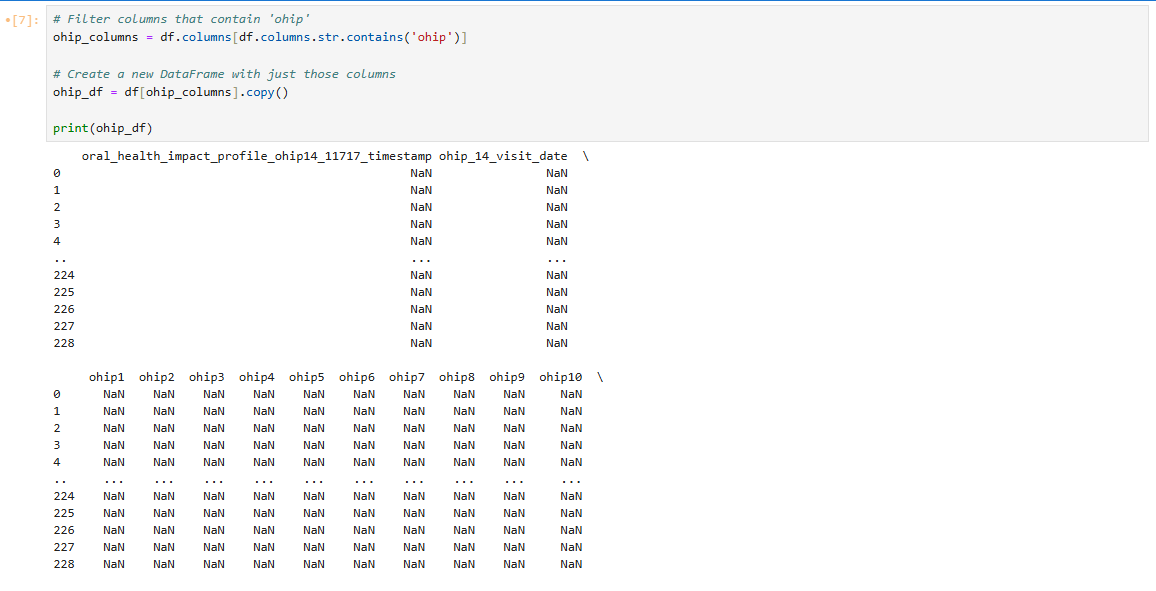 •[7]:
# Filter columns that contain 'ohip'
ohip_columns = df.columns[df.columns.str.contains('ohip')]
# Create a new DataFrame with just those columns
ohip_df = df[ohip_columns].copy()
print(ohip_df)
oral_health_impact_profile_ohip14_11717_timestamp ohip_14_visit_date \
0 NaN NaN
1 NaN NaN
2 NaN NaN
3 NaN NaN
4 NaN NaN
.. ... ...
224 NaN NaN
225 NaN NaN
226 NaN NaN
227 NaN NaN
228 NaN NaN
ohip1 ohip2 ohip3 ohip4 ohip5 ohip6 ohip7 ohip8 ohip9 ohip10 \
0 NaN NaN NaN NaN NaN NaN NaN NaN NaN NaN
1 NaN NaN NaN NaN NaN NaN NaN NaN NaN NaN
2 NaN NaN NaN NaN NaN NaN NaN NaN NaN NaN
3 NaN NaN NaN NaN NaN NaN NaN NaN NaN NaN
4 NaN NaN NaN NaN NaN NaN NaN NaN NaN NaN
.. ... ... ... ... ... ... ... ... ... ...
224 NaN NaN NaN NaN NaN NaN NaN NaN NaN NaN
225 NaN NaN NaN NaN NaN NaN NaN NaN NaN NaN
226 NaN NaN NaN NaN NaN NaN NaN NaN NaN NaN
227 NaN NaN NaN NaN NaN NaN NaN NaN NaN NaN
228 NaN NaN NaN NaN NaN NaN NaN NaN NaN NaN